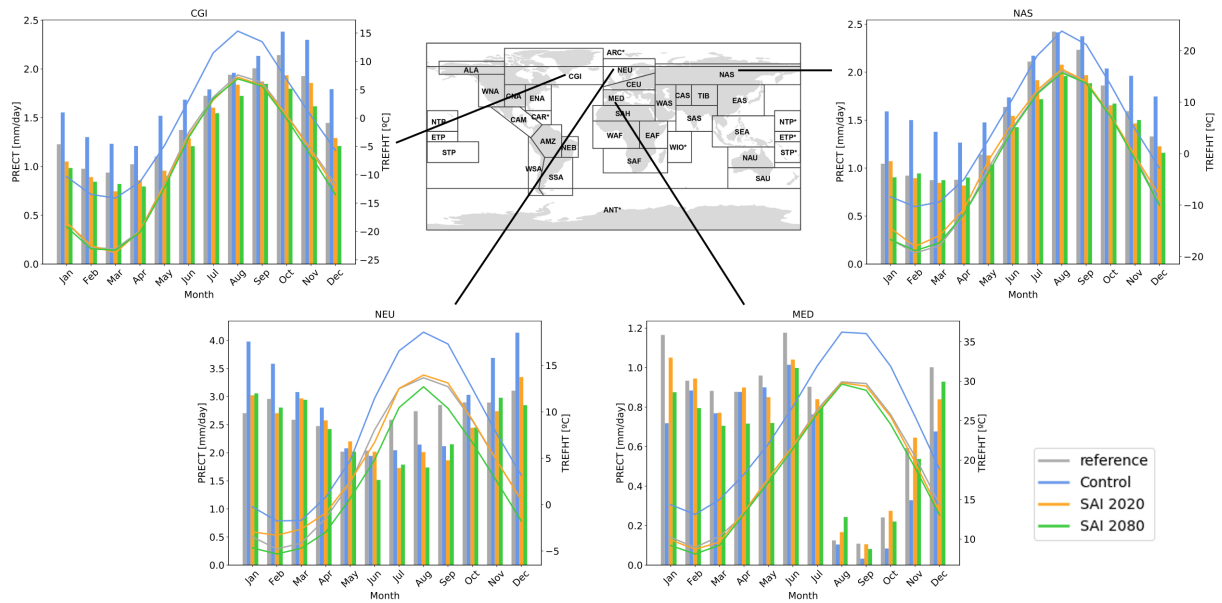 CGI
2.5
2.0
1.5
1.0
0.5
0.0
PRECT [mm/day]
15
10
5
0
−5
−10
−15
−20
−25
TREFHT [ºC]
Jan Feb Mar Apr May Jun Jul Aug Sep Oct Nov Dec
Month
ARC*
ALA
CGI
NEU
NAS
WNA
CNA
ENA
CEU
MED
WAS
CAS
TIB
EAS
NTP
CAM
CAR*
SAH
SAS
NTP*
ETP
AMZ
NEB
WAF
EAF
SEA
ETP*
STP
WSA
SSA
SAF
WIO*
NAU
STP*
SAU
ANT*
NAS
2.5
2.0
1.5
1.0
0.5
0.0
PRECT [mm/day]
20
10
0
−10
−20
TREFHT [ºC]
Jan Feb Mar Apr May Jun Jul Aug Sep Oct Nov Dec
Month
NEU
4.0
3.5
3.0
2.5
2.0
1.5
1.0
0.5
0.0
PRECT [mm/day]
15
10
5
0
−5
TREFHT [ºC]
Jan Feb Mar Apr May Jun Jul Aug Sep Oct Nov Dec
Month
MED
1.2
1.0
0.8
0.6
0.4
0.2
0.0
PRECT [mm/day]
35
30
25
20
15
10
TREFHT [ºC]
Jan Feb Mar Apr May Jun Jul Aug Sep Oct Nov Dec
Month
reference
Control
SAI 2020
SAI 2080